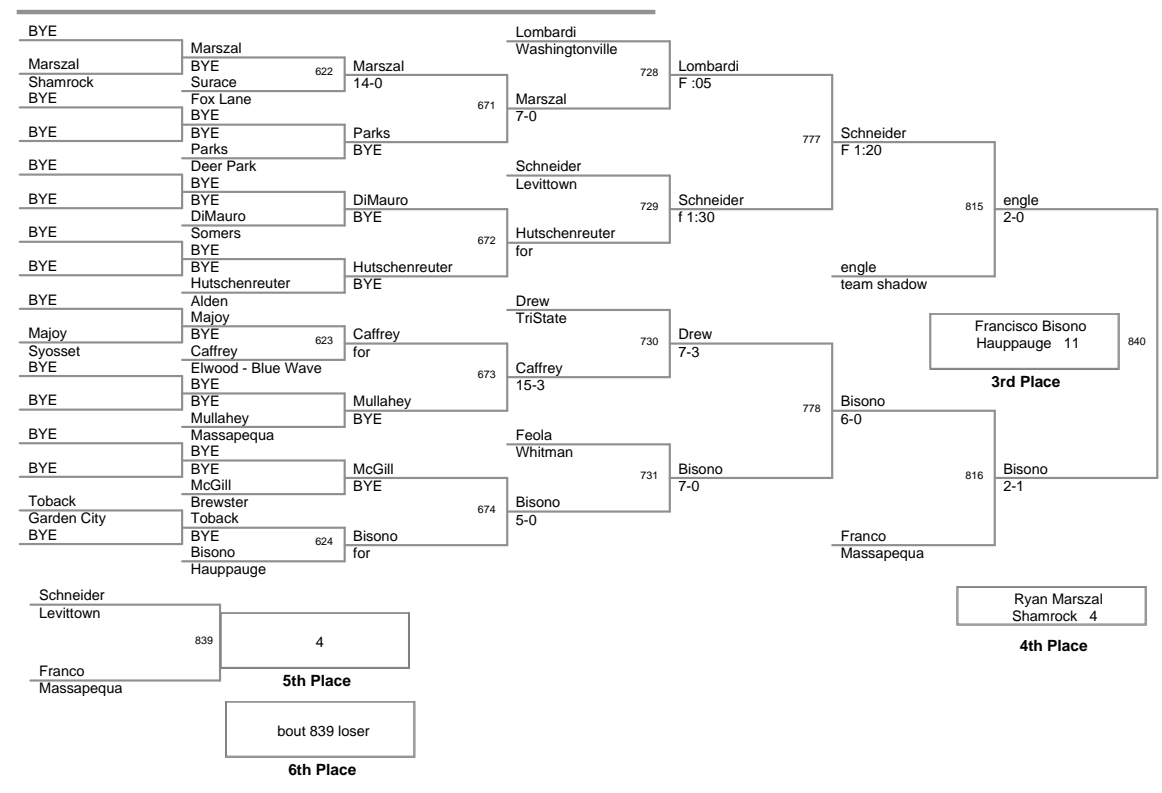 BYE
Marszal
Shamrock
BYE
BYE
BYE
BYE
BYE
BYE
BYE
Majoy
Syosset
BYE
BYE
BYE
BYE
Toback
Garden City
BYE
Marszal
BYE
Surace
Fox Lane
BYE
BYE
Parks
Deer Park
BYE
BYE
DiMauro
Somers
BYE
BYE
Hutschenreuter
Alden
Majoy
BYE
Caffrey
Elwood - Blue Wave
BYE
BYE
Mullahey
Massapequa
BYE
BYE
McGill
Brewster
Toback
BYE
Bisono
Hauppauge
622
623
624
Marszal
14-0
Parks
BYE
DiMauro
BYE
Hutschenreuter
BYE
Caffrey
for
Mullahey
BYE
McGill
BYE
Bisono
for
671
672
673
674
Lombardi
Washingtonville
Marszal
7-0
Schneider
Levittown
Hutschenreuter
for
Drew
TriState
Caffrey
15-3
Feola
Whitman
Bisono
5-0
728
729
730
731
Lombardi
F :05
Schneider
f 1:30
Drew
7-3
Bisono
7-0
777
778
Schneider
F 1:20
engle
team shadow
Bisono
6-0
Franco
Massapequa
815
816
engle
2-0
Bisono
2-1
Francisco Bisono
Hauppauge 11
840
3rd Place
Ryan Marszal
Shamrock 4
4th Place
Schneider
Levittown
839
Franco
Massapequa
4
5th Place
bout 839 loser
6th Place